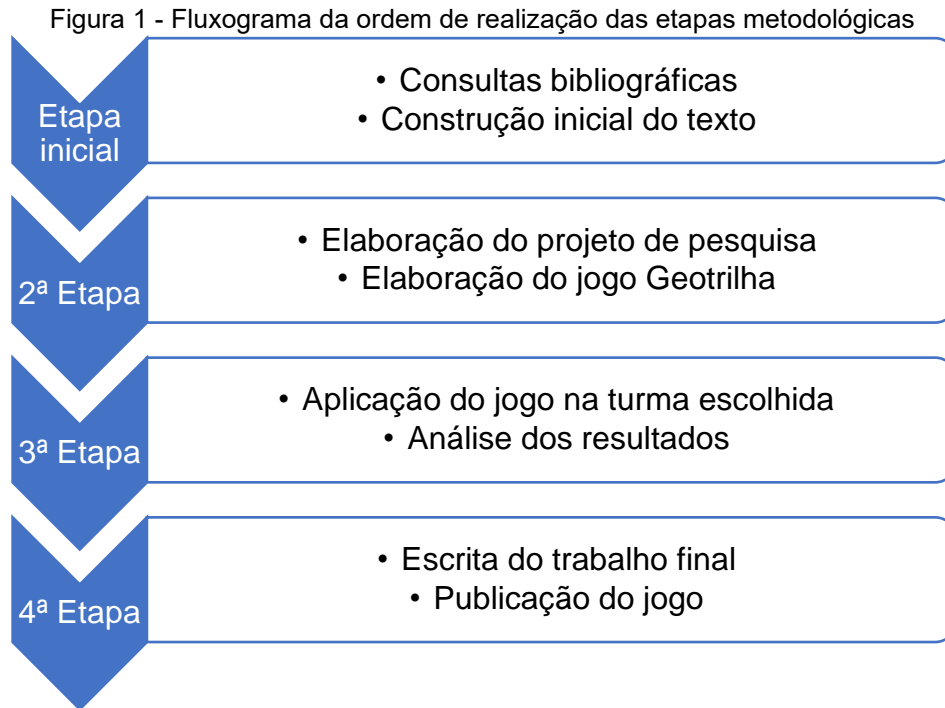 Figura 1 - Fluxograma da ordem de realização das etapas metodológicas
Etapa
inicial
• Consultas bibliográficas
• Construção inicial do texto
2ª Etapa
• Elaboração do projeto de pesquisa
• Elaboração do jogo Geotrilha
3ª Etapa
• Aplicação do jogo na turma escolhida
• Análise dos resultados
4ª Etapa
• Escrita do trabalho final
• Publicação do jogo